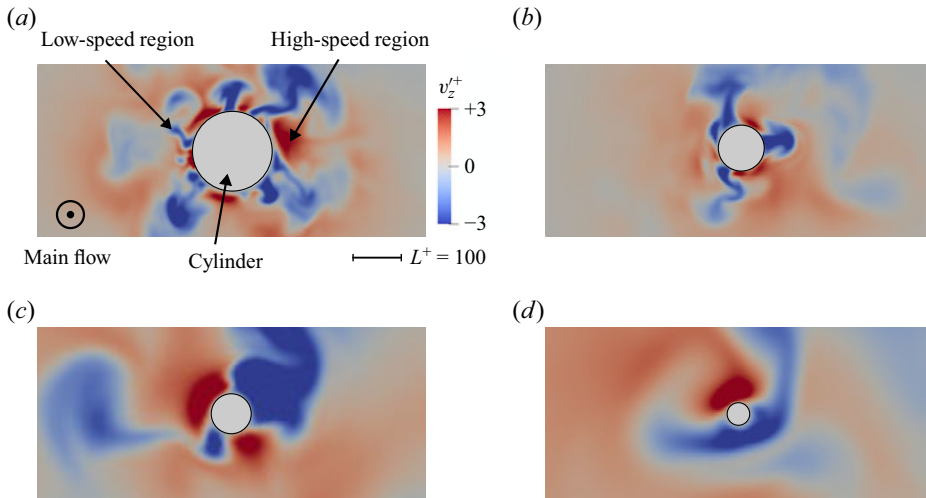 (a)
(b)
Low-speed region
High-speed region
v′z+
+3
0
−3
Main flow
Cylinder
L+ = 100
(c)
(d)